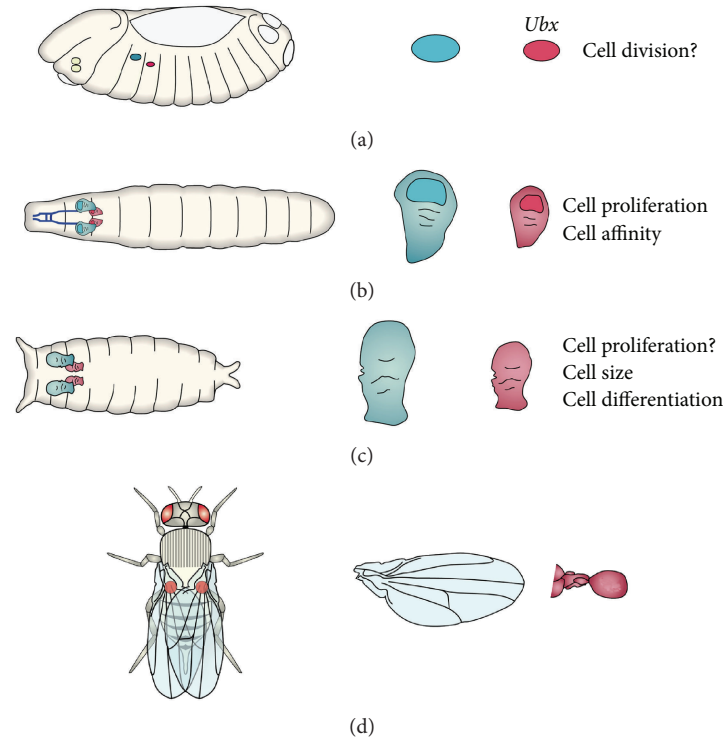 Ubx
Cell division?
(a)
Cell proliferation
Cell affinity
(b)
Cell proliferation?
Cell size
Cell differentiation
(c)
(d)